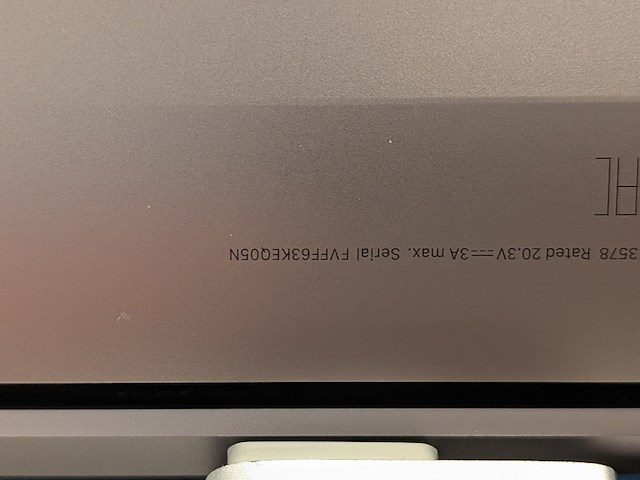 3578 Rated 20.3V⎓3A max. Serial FVFF63KEQ05N